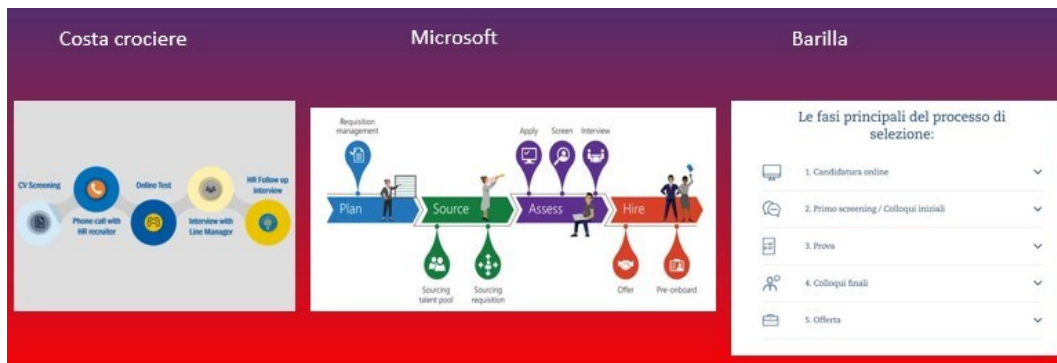 Costa crociere
Microsoft
Barilla
CV Screening
Phone call with
HR recruiter
Online Test
Interview with
Line Manager
HR Follow up
interview
Requisition
management
Apply
Screen
Interview
Plan
Source
Assess
Hire
Sourcing
talent pool
Sourcing
requisition
Offer
Pre-onboard
Le fasi principali del processo di
selezione:
1. Candidatura online
2. Primo screening / Colloqui iniziali
3. Prova
4. Colloqui finali
5. Offerta